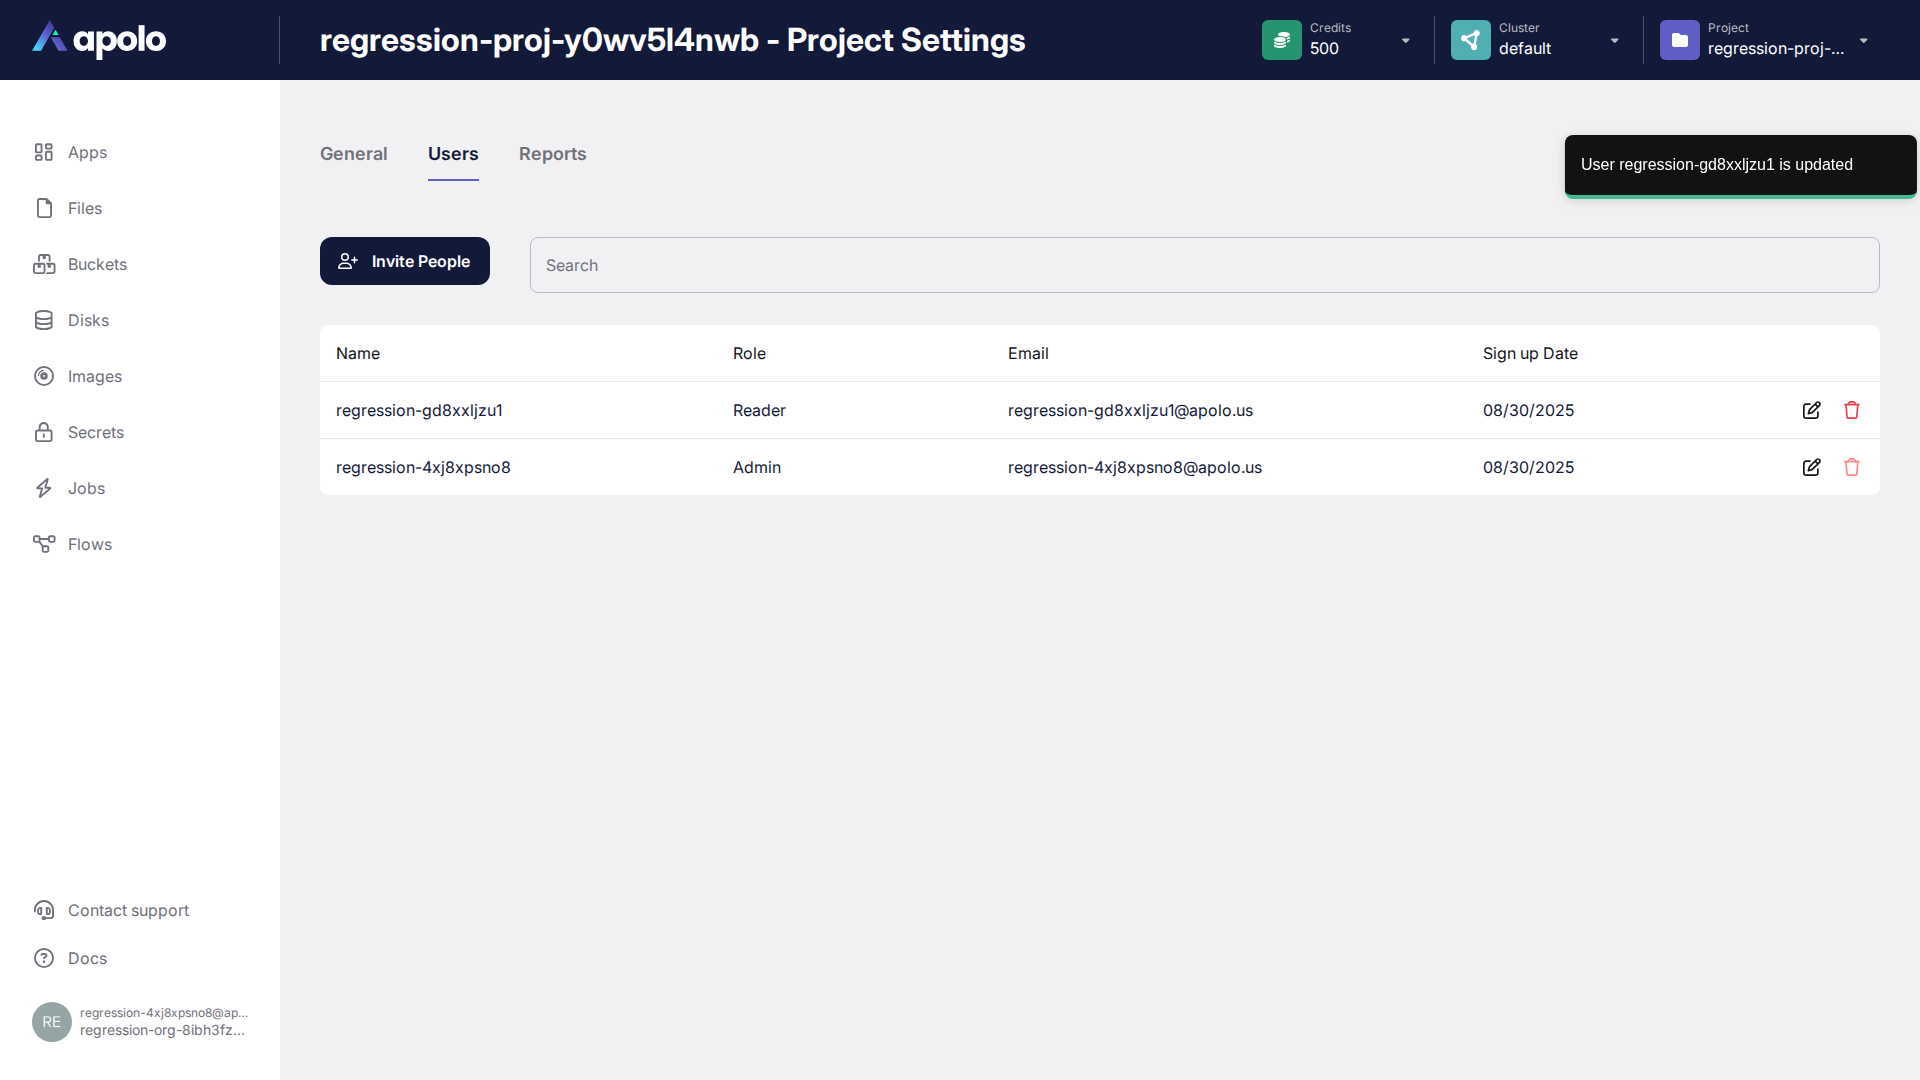 apolo
regression-proj-y0wv5l4nwb - Project Settings
Credits
500
Cluster
default
Project
regression-proj-...
Apps
Files
Buckets
Disks
Images
Secrets
Jobs
Flows
General Users Reports
User regression-gd8xxljzu1 is updated
Invite People
Search
Name Role Email Sign up Date
regression-gd8xxljzu1 Reader regression-gd8xxljzu1@apolo.us 08/30/2025
regression-4xj8xpsno8 Admin regression-4xj8xpsno8@apolo.us 08/30/2025
Contact support
Docs
RE
regression-4xj8xpsno8@ap...
regression-org-8ibh3fz...